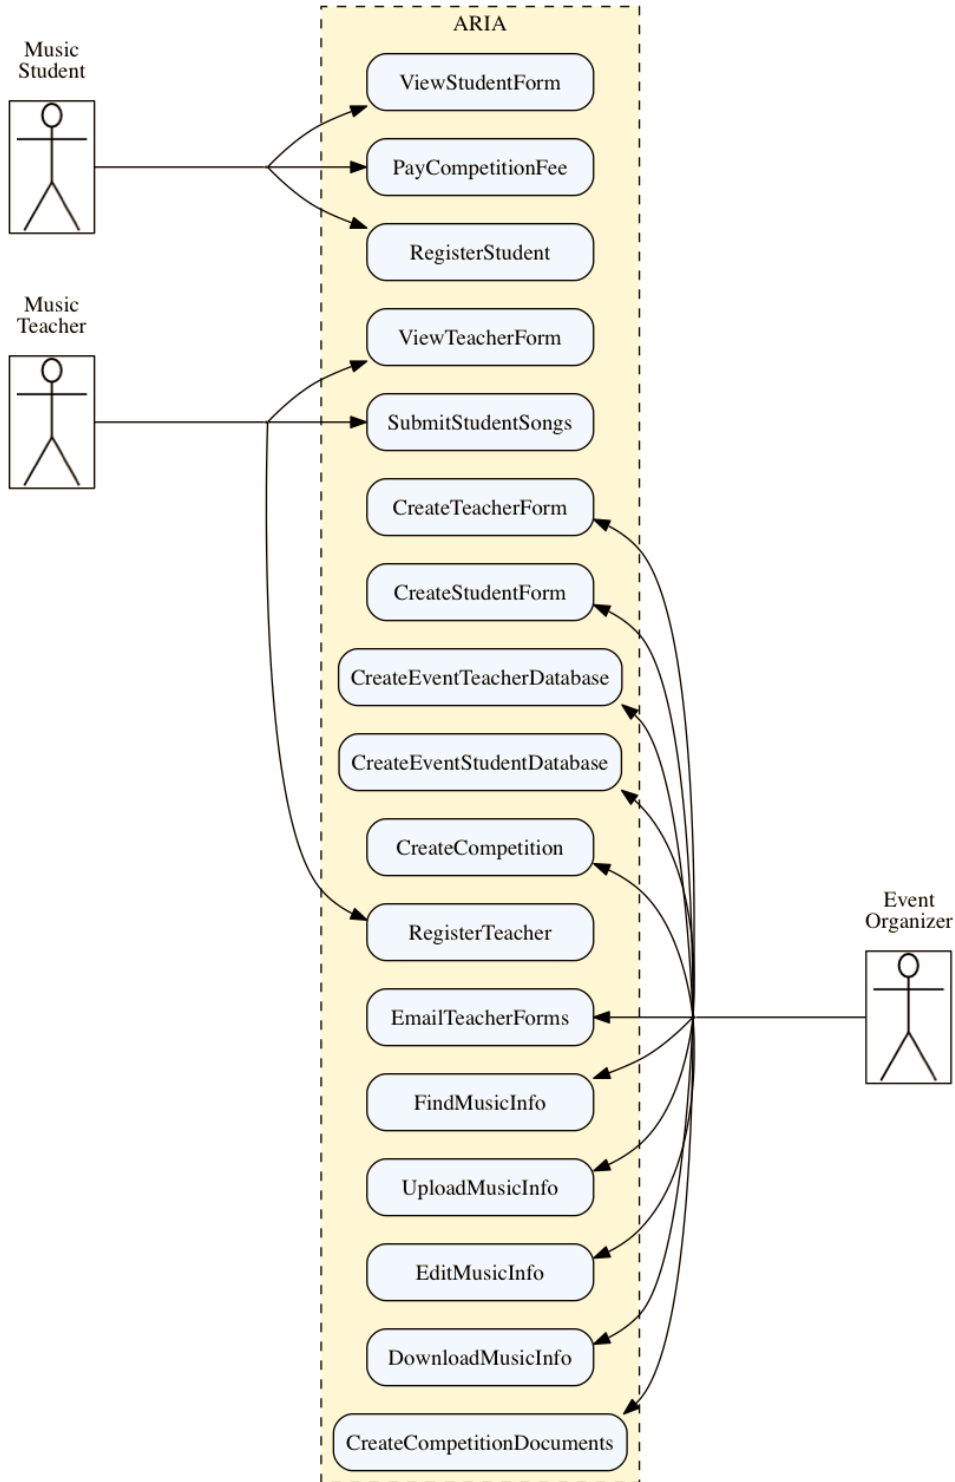 ARIA
Music
Student
ViewStudentForm
PayCompetitionFee
RegisterStudent
Music
Teacher
ViewTeacherForm
SubmitStudentSongs
CreateTeacherForm
CreateStudentForm
CreateEventTeacherDatabase
CreateEventStudentDatabase
CreateCompetition
RegisterTeacher
Event
Organizer
EmailTeacherForms
FindMusicInfo
UploadMusicInfo
EditMusicInfo
DownloadMusicInfo
CreateCompetitionDocuments